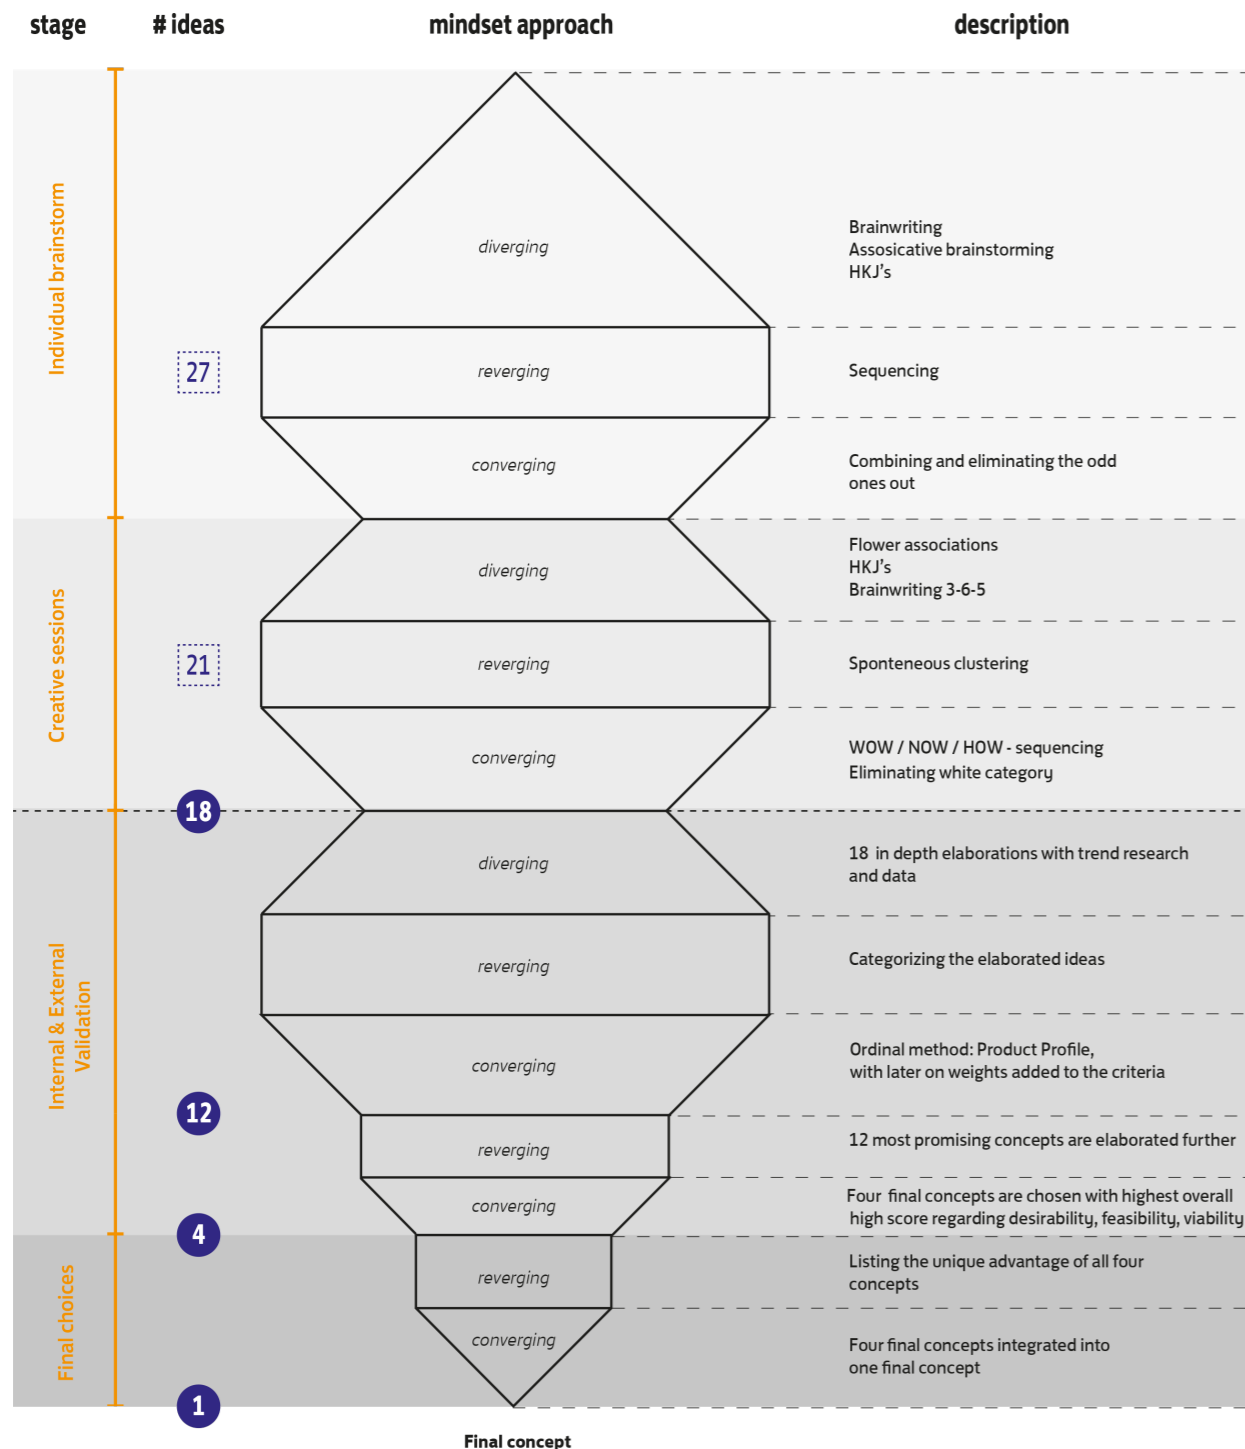 stage # ideas mindset approach description
Individual brainstorm
diverging
Brainwriting
Assosicative brainstorming
HKJ's
27
reverging
Sequencing
converging
Combining and eliminating the odd
ones out
Creative sessions
diverging
Flower associations
HKJ's
Brainwriting 3-6-5
21
reverging
Sponteneous clustering
converging
WOW / NOW / HOW - sequencing
Eliminating white category
18
Internal & External
Validation
diverging
18 in depth elaborations with trend research
and data
reverging
Categorizing the elaborated ideas
converging
Ordinal method: Product Profile,
with later on weights added to the criteria
12
reverging
12 most promising concepts are elaborated further
converging
Four final concepts are chosen with highest overall
high score regarding desirability, feasibility, viability
4
Final choices
reverging
Listing the unique advantage of all four
concepts
converging
Four final concepts integrated into
one final concept
1
Final concept